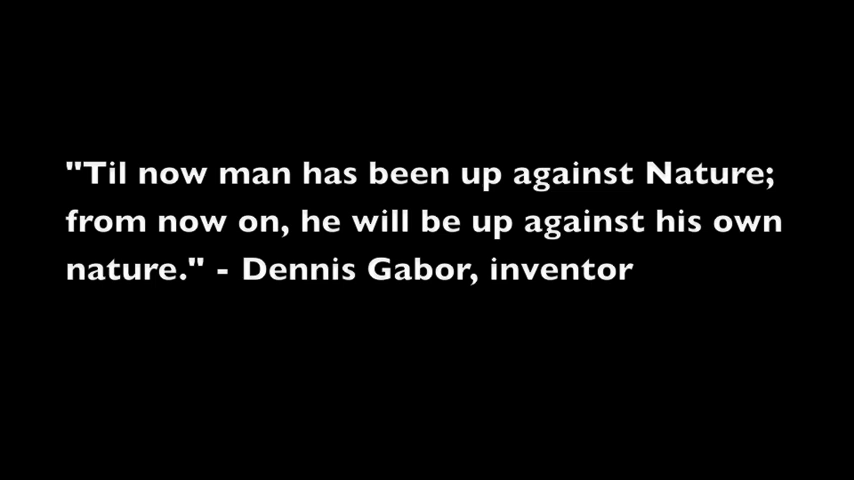 "Til now man has been up against Nature;
from now on, he will be up against his own
nature." - Dennis Gabor, inventor